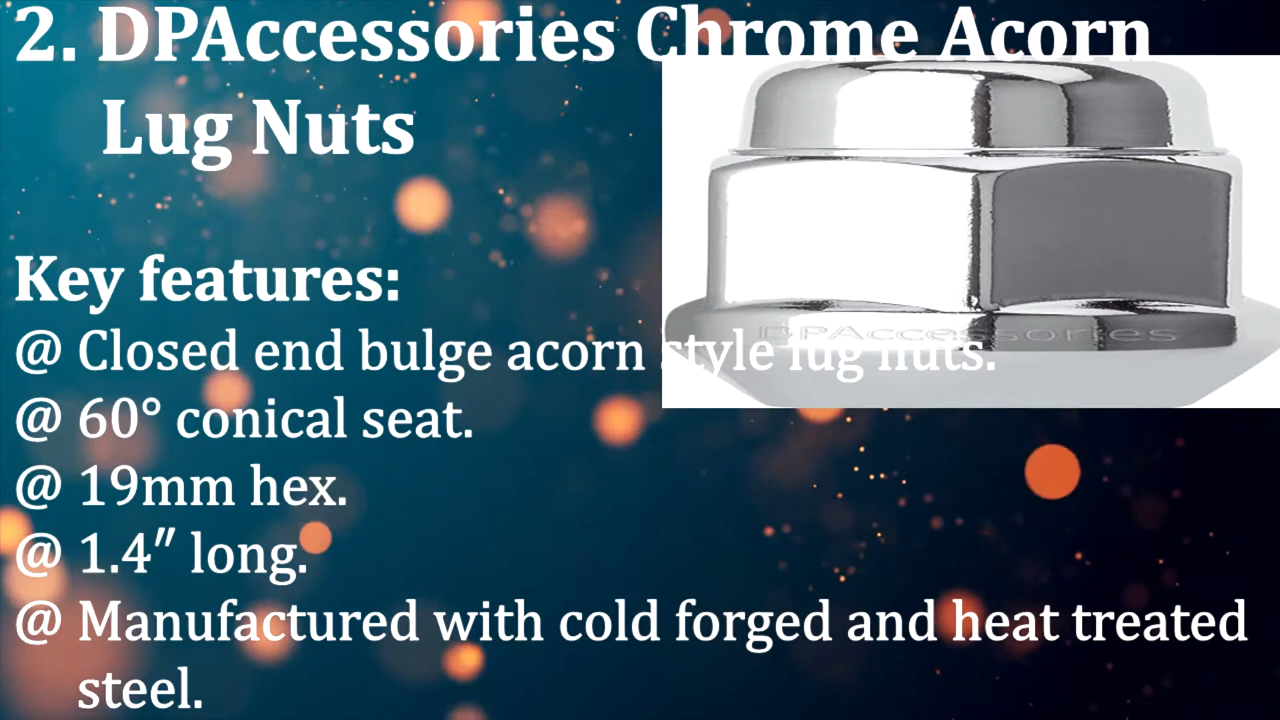 2. DPAccessories Chrome Acorn
Lug Nuts
Key features:
@ Closed end bulge acorn style lug nuts.
@ 60° conical seat.
@ 19mm hex.
@ 1.4″ long.
@ Manufactured with cold forged and heat treated
steel.
DPAccessories